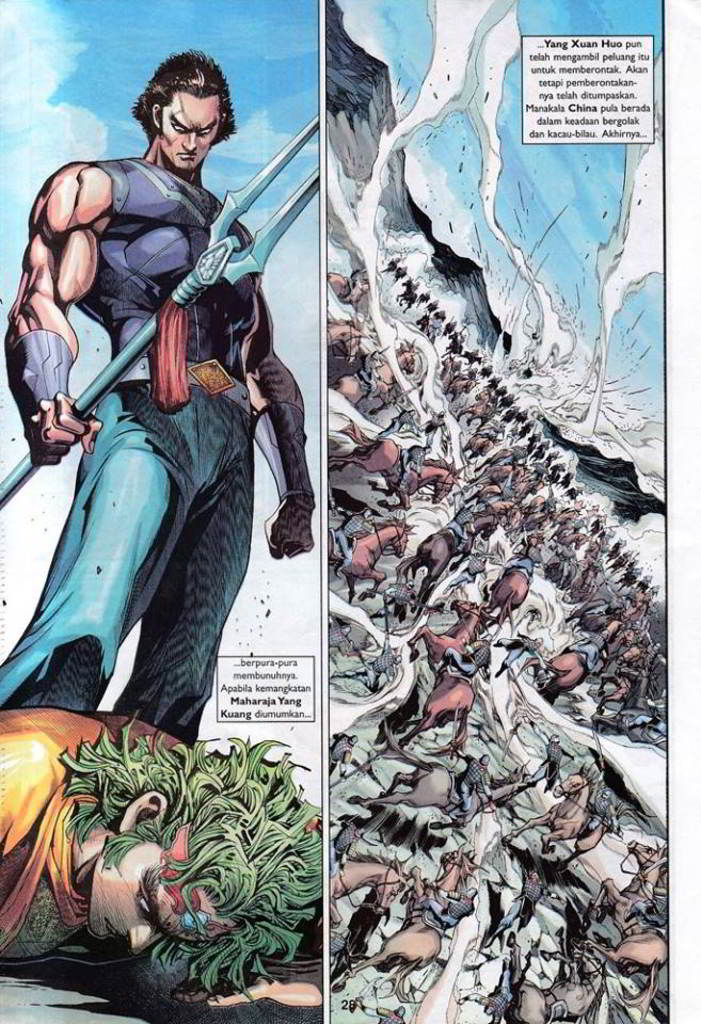 ...berpura-pura
membunuhnya.
Apabila kemangkatan
Maharaja Yang
Kuang diumumkan...
...Yang Xuan Huo pun
telah mengambil peluang itu
untuk memberontak. Akan
tetapi pemberontakan-
nya telah ditumpaskan.
Manakala China pula berada
dalam keadaan bergolak
dan kacau-bilau. Akhirnya...
28